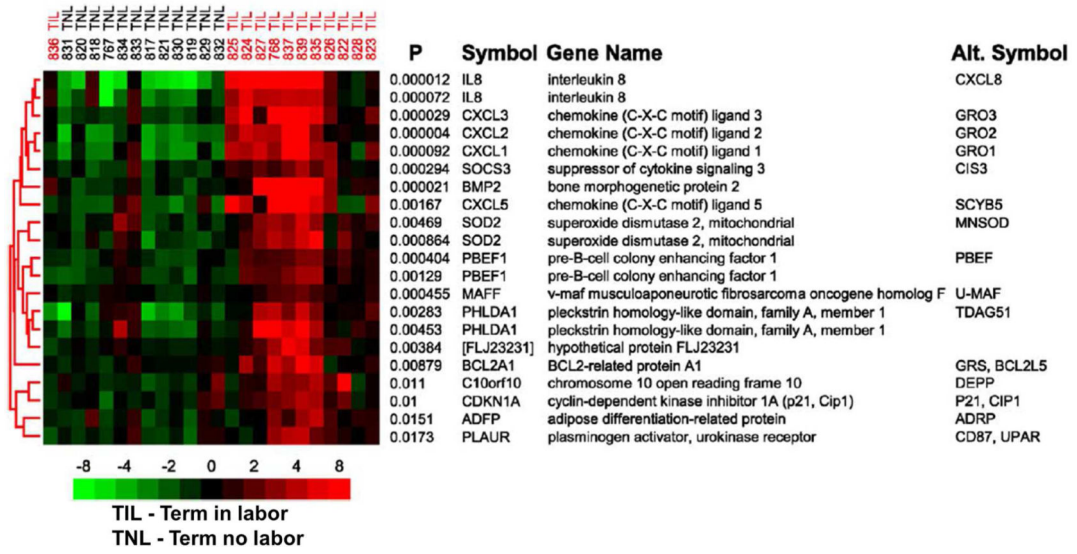 TIL TNL TNL TNL TNL TNL TNL TNL TNL TNL TNL TNL TNL TIL TIL TIL TIL TIL TIL TIL TIL TIL TIL TIL
836 831 820 818 767 834 833 817 821 830 819 829 832 825 824 827 768 837 839 835 826 822 828 823
P Symbol Gene Name Alt. Symbol
0.000012 IL8 interleukin 8 CXCL8
0.000072 IL8 interleukin 8
0.000029 CXCL3 chemokine (C-X-C motif) ligand 3 GRO3
0.000004 CXCL2 chemokine (C-X-C motif) ligand 2 GRO2
0.000092 CXCL1 chemokine (C-X-C motif) ligand 1 GRO1
0.000294 SOCS3 suppressor of cytokine signaling 3 CIS3
0.000021 BMP2 bone morphogenetic protein 2
0.00167 CXCL5 chemokine (C-X-C motif) ligand 5 SCYB5
0.00469 SOD2 superoxide dismutase 2, mitochondrial MNSOD
0.000864 SOD2 superoxide dismutase 2, mitochondrial
0.000404 PBEF1 pre-B-cell colony enhancing factor 1 PBEF
0.00129 PBEF1 pre-B-cell colony enhancing factor 1
0.000455 MAFF v-maf musculoaponeurotic fibrosarcoma oncogene homolog F U-MAF
0.00283 PHLDA1 pleckstrin homology-like domain, family A, member 1 TDAG51
0.00453 PHLDA1 pleckstrin homology-like domain, family A, member 1
0.00384 [FLJ23231] hypothetical protein FLJ23231
0.00879 BCL2A1 BCL2-related protein A1 GRS, BCL2L5
0.011 C10orf10 chromosome 10 open reading frame 10 DEPP
0.01 CDKN1A cyclin-dependent kinase inhibitor 1A (p21, Cip1) P21, CIP1
0.0151 ADFP adipose differentiation-related protein ADRP
0.0173 PLAUR plasminogen activator, urokinase receptor CD87, UPAR
-8 -4 -2 0 2 4 8
TIL - Term in labor
TNL - Term no labor